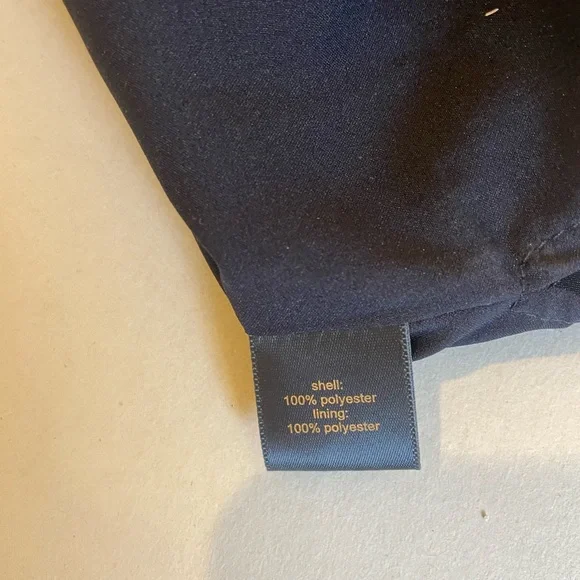 shell:
100% polyester
lining:
100% polyester